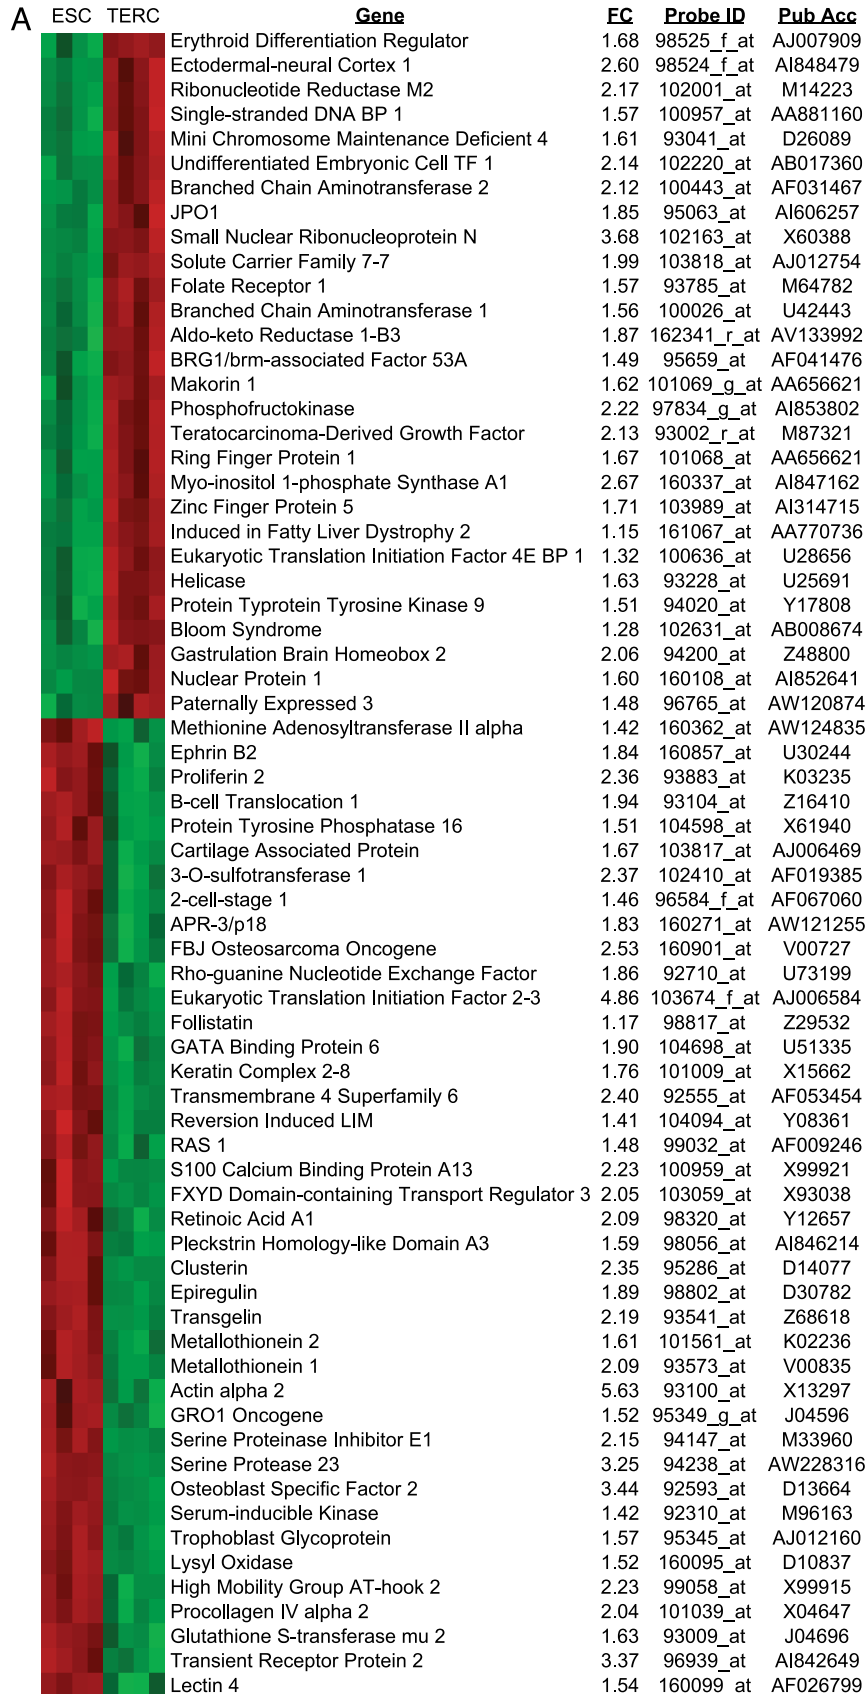 A ESC TERC Gene FC Probe ID Pub Acc
Erythroid Differentiation Regulator 1.68 98525_f_at AJ007909
Ectodermal-neural Cortex 1 2.60 98524_f_at AI848479
Ribonucleotide Reductase M2 2.17 102001_at M14223
Single-stranded DNA BP 1 1.57 100957_at AA881160
Mini Chromosome Maintenance Deficient 4 1.61 93041_at D26089
Undifferentiated Embryonic Cell TF 1 2.14 102220_at AB017360
Branched Chain Aminotransferase 2 2.12 100443_at AF031467
JPO1 1.85 95063_at AI606257
Small Nuclear Ribonucleoprotein N 3.68 102163_at X60388
Solute Carrier Family 7-7 1.99 103818_at AJ012754
Folate Receptor 1 1.57 93785_at M64782
Branched Chain Aminotransferase 1 1.56 100026_at U42443
Aldo-keto Reductase 1-B3 1.87 162341_r_at AV133992
BRG1/brm-associated Factor 53A 1.49 95659_at AF041476
Makorin 1 1.62 101069_g_at AA656621
Phosphofructokinase 2.22 97834_g_at AI853802
Teratocarcinoma-Derived Growth Factor 2.13 93002_r_at M87321
Ring Finger Protein 1 1.67 101068_at AA656621
Myo-inositol 1-phosphate Synthase A1 2.67 160337_at AI847162
Zinc Finger Protein 5 1.71 103989_at AI314715
Induced in Fatty Liver Dystrophy 2 1.15 161067_at AA770736
Eukaryotic Translation Initiation Factor 4E BP 1 1.32 100636_at U28656
Helicase 1.63 93228_at U25691
Protein Typrotein Tyrosine Kinase 9 1.51 94020_at Y17808
Bloom Syndrome 1.28 102631_at AB008674
Gastrulation Brain Homeobox 2 2.06 94200_at Z48800
Nuclear Protein 1 1.60 160108_at AI852641
Paternally Expressed 3 1.48 96765_at AW120874
Methionine Adenosyltransferase II alpha 1.42 160362_at AW124835
Ephrin B2 1.84 160857_at U30244
Proliferin 2 2.36 93883_at K03235
B-cell Translocation 1 1.94 93104_at Z16410
Protein Tyrosine Phosphatase 16 1.51 104598_at X61940
Cartilage Associated Protein 1.67 103817_at AJ006469
3-O-sulfotransferase 1 2.37 102410_at AF019385
2-cell-stage 1 1.46 96584_f_at AF067060
APR-3/p18 1.83 160271_at AW121255
FBJ Osteosarcoma Oncogene 2.53 160901_at V00727
Rho-guanine Nucleotide Exchange Factor 1.86 92710_at U73199
Eukaryotic Translation Initiation Factor 2-3 4.86 103674_f_at AJ006584
Follistatin 1.17 98817_at Z29532
GATA Binding Protein 6 1.90 104698_at U51335
Keratin Complex 2-8 1.76 101009_at X15662
Transmembrane 4 Superfamily 6 2.40 92555_at AF053454
Reversion Induced LIM 1.41 104094_at Y08361
RAS 1 1.48 99032_at AF009246
S100 Calcium Binding Protein A13 2.23 100959_at X99921
FXYD Domain-containing Transport Regulator 3 2.05 103059_at X93038
Retinoic Acid A1 2.09 98320_at Y12657
Pleckstrin Homology-like Domain A3 1.59 98056_at AI846214
Clusterin 2.35 95286_at D14077
Epiregulin 1.89 98802_at D30782
Transgelin 2.19 93541_at Z68618
Metallothionein 2 1.61 101561_at K02236
Metallothionein 1 2.09 93573_at V00835
Actin alpha 2 5.63 93100_at X13297
GRO1 Oncogene 1.52 95349_g_at J04596
Serine Proteinase Inhibitor E1 2.15 94147_at M33960
Serine Protease 23 3.25 94238_at AW228316
Osteoblast Specific Factor 2 3.44 92593_at D13664
Serum-inducible Kinase 1.42 92310_at M96163
Trophoblast Glycoprotein 1.57 95345_at AJ012160
Lysyl Oxidase 1.52 160095_at D10837
High Mobility Group AT-hook 2 2.23 99058_at X99915
Procollagen IV alpha 2 2.04 101039_at X04647
Glutathione S-transferase mu 2 1.63 93009_at J04696
Transient Receptor Protein 2 3.37 96939_at AI842649
Lectin 4 1.54 160099_at AF026799